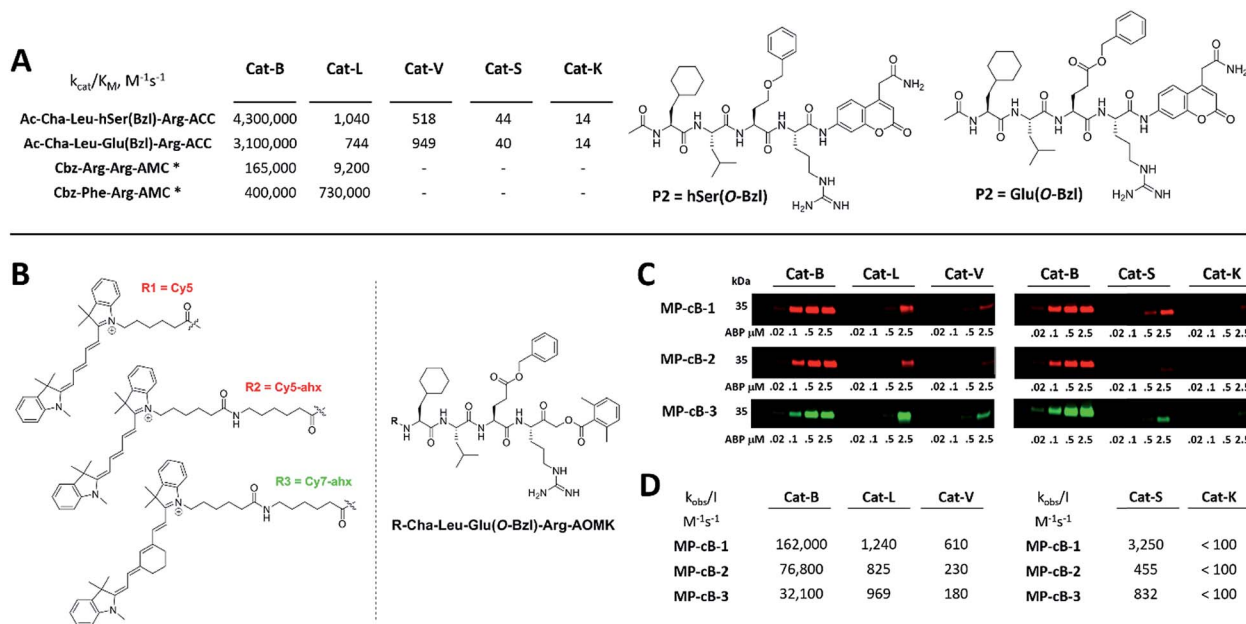 A
kcat/KM, M-1s-1 Cat-B Cat-L Cat-V Cat-S Cat-K
Ac-Cha-Leu-hSer(Bzl)-Arg-ACC 4,300,000 1,040 518 44 14
Ac-Cha-Leu-Glu(Bzl)-Arg-ACC 3,100,000 744 949 40 14
Cbz-Arg-Arg-AMC * 165,000 9,200 - - -
Cbz-Phe-Arg-AMC * 400,000 730,000 - - -
P2 = hSer(O-Bzl)
P2 = Glu(O-Bzl)
B
R1 = Cy5
R2 = Cy5-ahx
R3 = Cy7-ahx
R-Cha-Leu-Glu(O-Bzl)-Arg-AOMK
C
kDa Cat-B Cat-L Cat-V Cat-B Cat-S Cat-K
MP-cB-1 35 35
ABP μM .02 .1 .5 2.5 .02 .1 .5 2.5 .02 .1 .5 2.5 .02 .1 .5 2.5 .02 .1 .5 2.5 .02 .1 .5 2.5
MP-cB-2 35 35
ABP μM .02 .1 .5 2.5 .02 .1 .5 2.5 .02 .1 .5 2.5 .02 .1 .5 2.5 .02 .1 .5 2.5 .02 .1 .5 2.5
MP-cB-3 35 35
ABP μM .02 .1 .5 2.5 .02 .1 .5 2.5 .02 .1 .5 2.5 .02 .1 .5 2.5 .02 .1 .5 2.5 .02 .1 .5 2.5
D
kobs/I Cat-B Cat-L Cat-V kobs/I Cat-S Cat-K
M-1s-1 M-1s-1
MP-cB-1 162,000 1,240 610 MP-cB-1 3,250 < 100
MP-cB-2 76,800 825 230 MP-cB-2 455 < 100
MP-cB-3 32,100 969 180 MP-cB-3 832 < 100